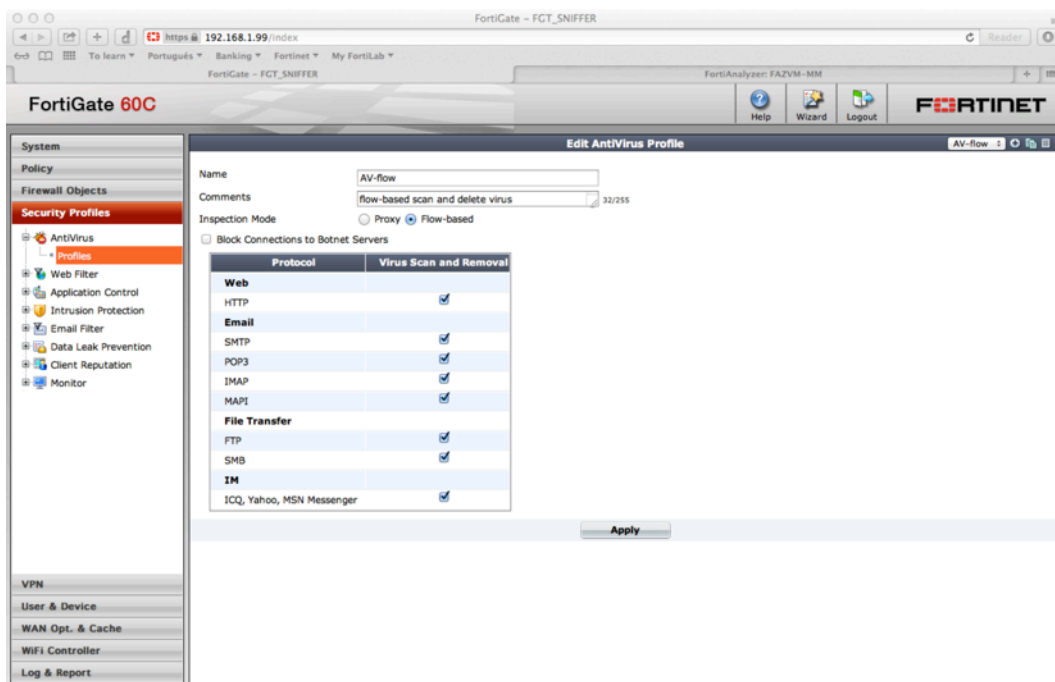 FortiGate – FGT_SNIFFER
https 192.168.1.99/index
Reader
To learn Português Banking Fortinet My FortiLab
FortiGate – FGT_SNIFFER
FortiAnalyzer: FAZVM-MM
FortiGate 60C
Help
Wizard
Logout
FORTINET
System
Policy
Firewall Objects
Security Profiles
AntiVirus
Profiles
Web Filter
Application Control
Intrusion Protection
Email Filter
Data Leak Prevention
Client Reputation
Monitor
VPN
User & Device
WAN Opt. & Cache
WiFi Controller
Log & Report
Edit AntiVirus Profile
AV-flow
Name
AV-flow
Comments
flow-based scan and delete virus
32/255
Inspection Mode
Proxy Flow-based
Block Connections to Botnet Servers
Protocol Virus Scan and Removal
Web
HTTP
Email
SMTP
POP3
IMAP
MAPI
File Transfer
FTP
SMB
IM
ICQ, Yahoo, MSN Messenger
Apply